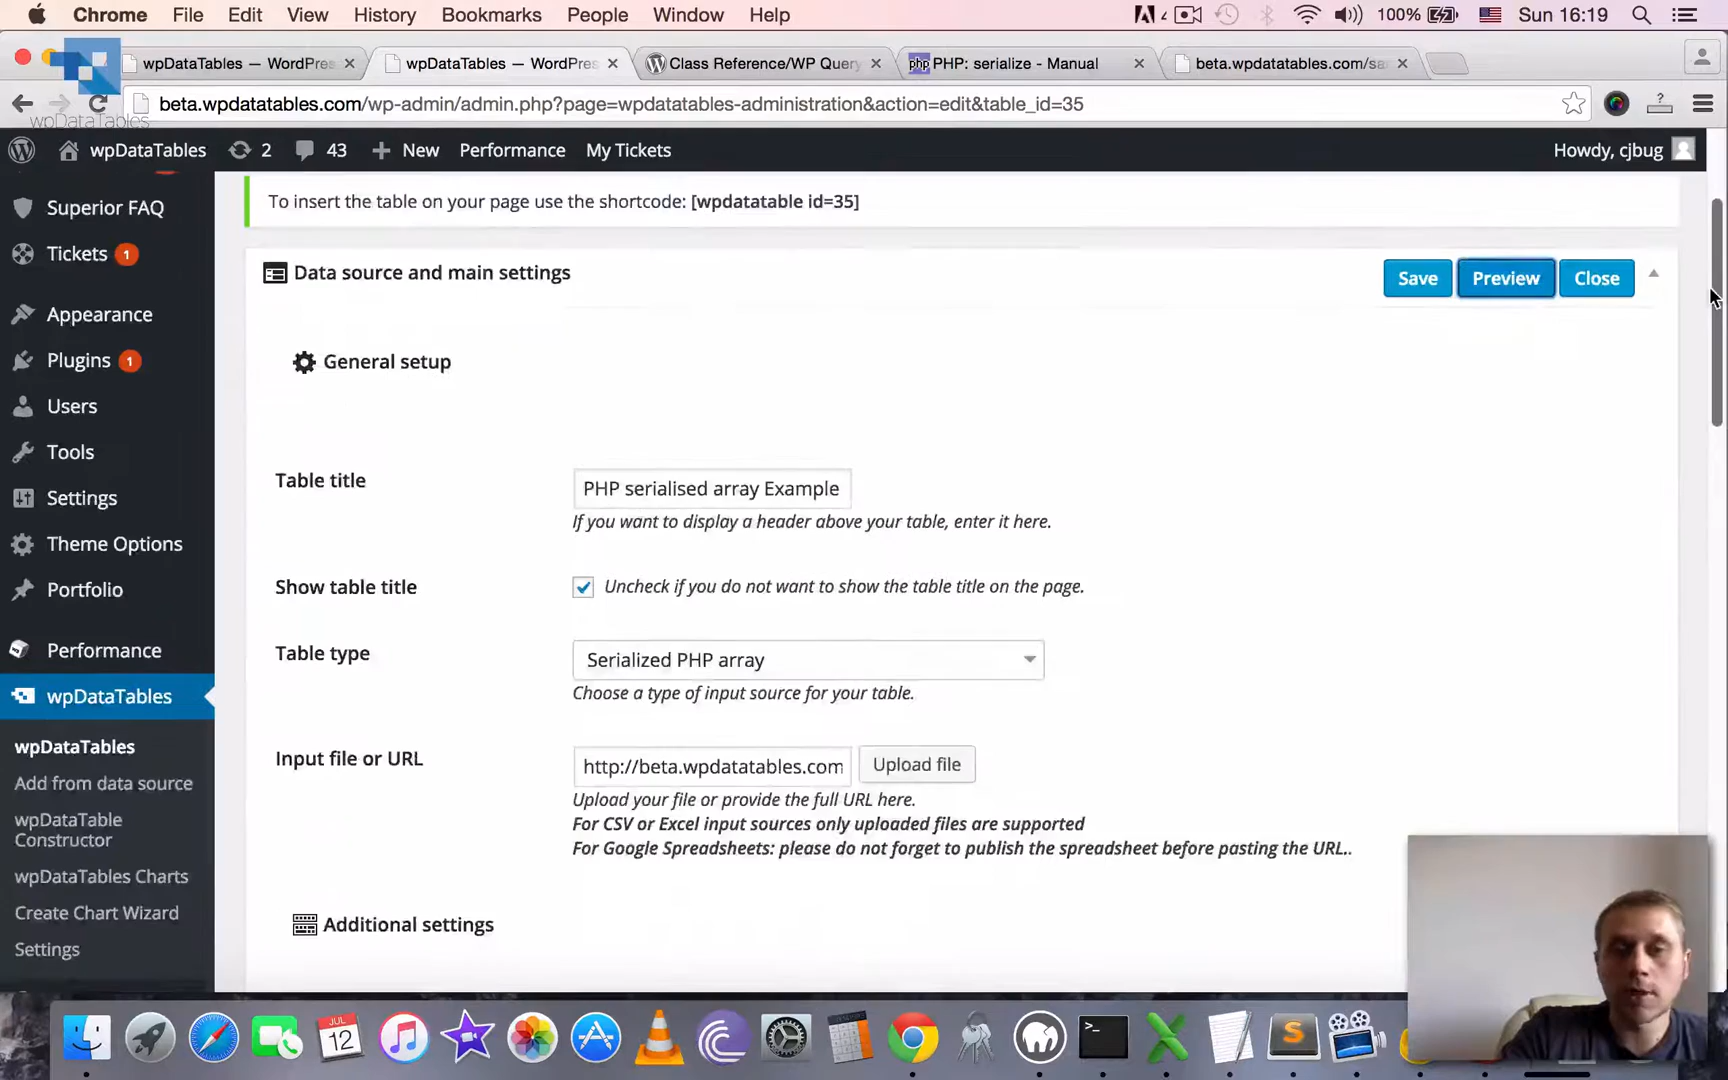 Chrome File Edit View History Bookmarks People Window Help 4 100% Sun 16:19
wpDataTables — WordPres wpDataTables — WordPres Class Reference/WP Query php PHP: serialize - Manual beta.wpdatatables.com/sa
beta.wpdatatables.com/wp-admin/admin.php?page=wpdatatables-administration&action=edit&table_id=35
wpDataTables
wpDataTables 2 43 New Performance My Tickets Howdy, cjbug
Superior FAQ
Tickets 1
Appearance
Plugins 1
Users
Tools
Settings
Theme Options
Portfolio
Performance
wpDataTables
wpDataTables
Add from data source
wpDataTable
Constructor
wpDataTables Charts
Create Chart Wizard
Settings
To insert the table on your page use the shortcode: [wpdatatable id=35]
Data source and main settings Save Preview Close
General setup
Table title PHP serialised array Example
If you want to display a header above your table, enter it here.
Show table title Uncheck if you do not want to show the table title on the page.
Table type Serialized PHP array
Choose a type of input source for your table.
Input file or URL http://beta.wpdatatables.com Upload file
Upload your file or provide the full URL here.
For CSV or Excel input sources only uploaded files are supported
For Google Spreadsheets: please do not forget to publish the spreadsheet before pasting the URL..
Additional settings
JUL
12